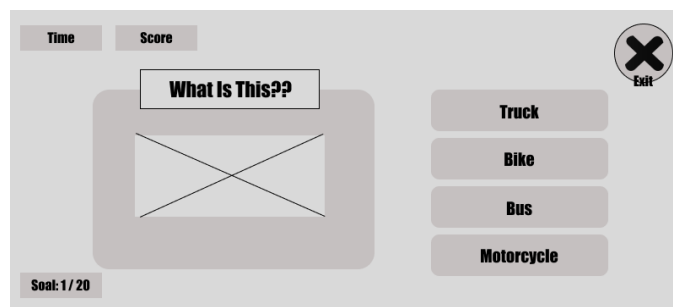 Time
Score
Exit
What Is This??
Truck
Bike
Bus
Motorcycle
Soal: 1 / 20